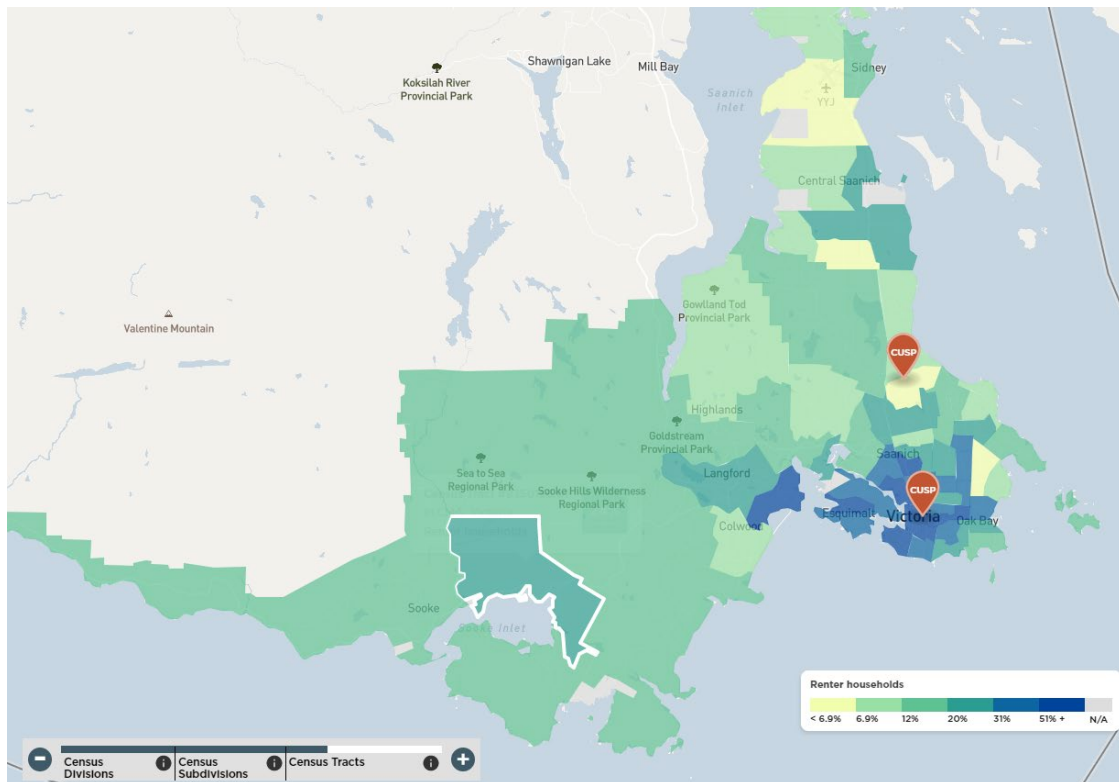 Koksilah River
Provincial Park
Shawnigan Lake
Mill Bay
Saanich
Inlet
Sidney
YYJ
Central Saanich
Valentine Mountain
Gowlland Tod
Provincial Park
CUSP
Highlands
Goldstream
Provincial Park
Saanich
Sea to Sea
Regional Park
Sooke Hills Wilderness
Regional Park
Langford
CUSP
Colwood
Esquimalt
Victoria
Oak Bay
Sooke
Sooke Inlet
Renter households
< 6.9%
6.9%
12%
20%
31%
51% +
N/A
Census
Divisions
Census
Subdivisions
Census Tracts